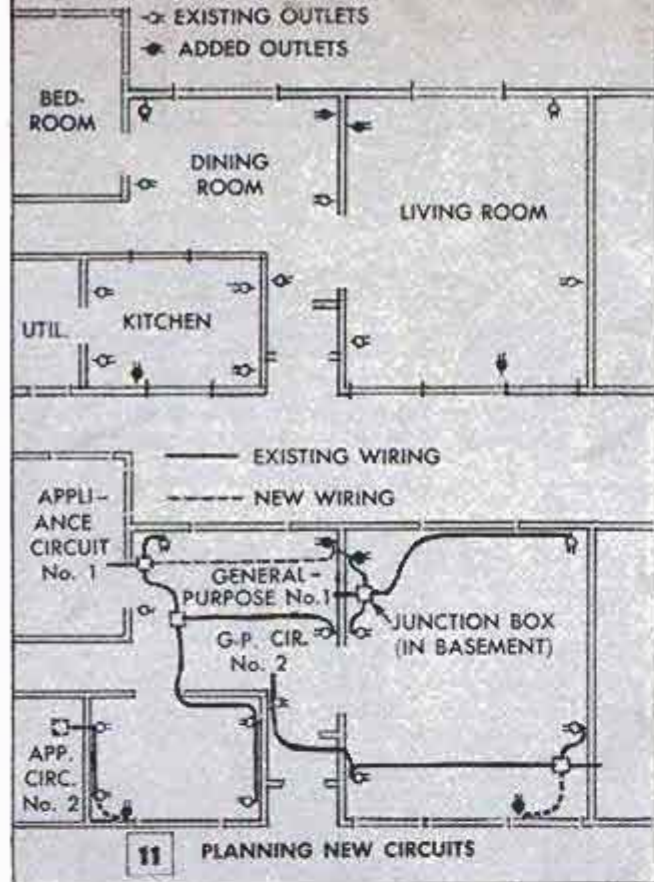 EXISTING OUTLETS
ADDED OUTLETS
BED-
ROOM
DINING
ROOM
LIVING ROOM
UTIL.
KITCHEN
EXISTING WIRING
NEW WIRING
APPLI-
ANCE
CIRCUIT
No. 1
GENERAL-
PURPOSE No.1
JUNCTION BOX
(IN BASEMENT)
G-P. CIR.
No. 2
APP.
CIRC.
No. 2
11 PLANNING NEW CIRCUITS